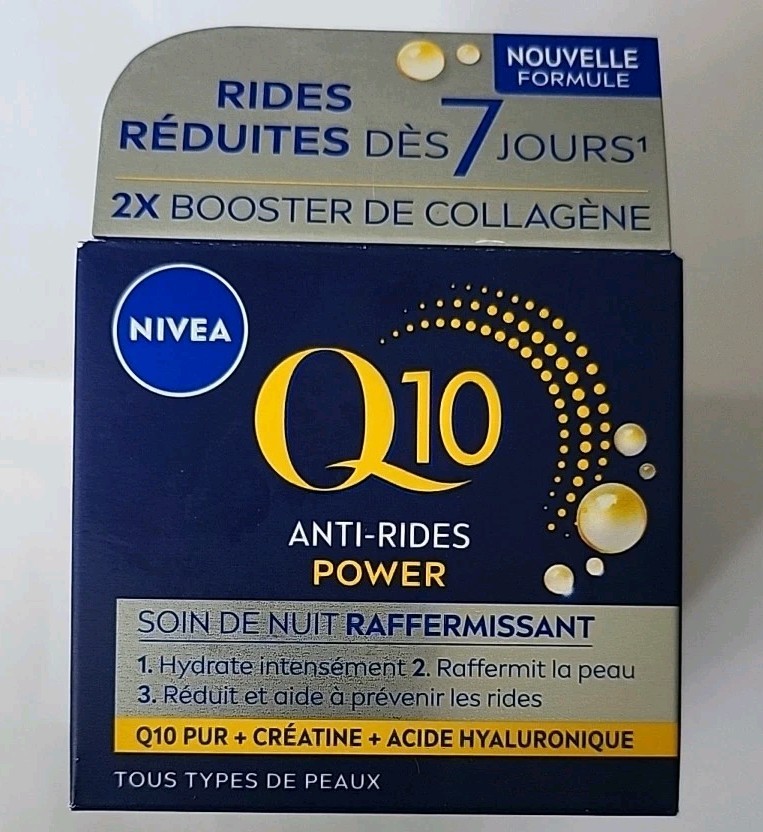 NOUVELLE
FORMULE
RIDES
RÉDUITES DÈS 7 JOURS¹
2X BOOSTER DE COLLAGÈNE
NIVEA
Q10
ANTI-RIDES
POWER
SOIN DE NUIT RAFFERMISSANT
1. Hydrate intensément 2. Raffermit la peau
3. Réduit et aide à prévenir les rides
Q10 PUR + CRÉATINE + ACIDE HYALURONIQUE
TOUS TYPES DE PEAUX